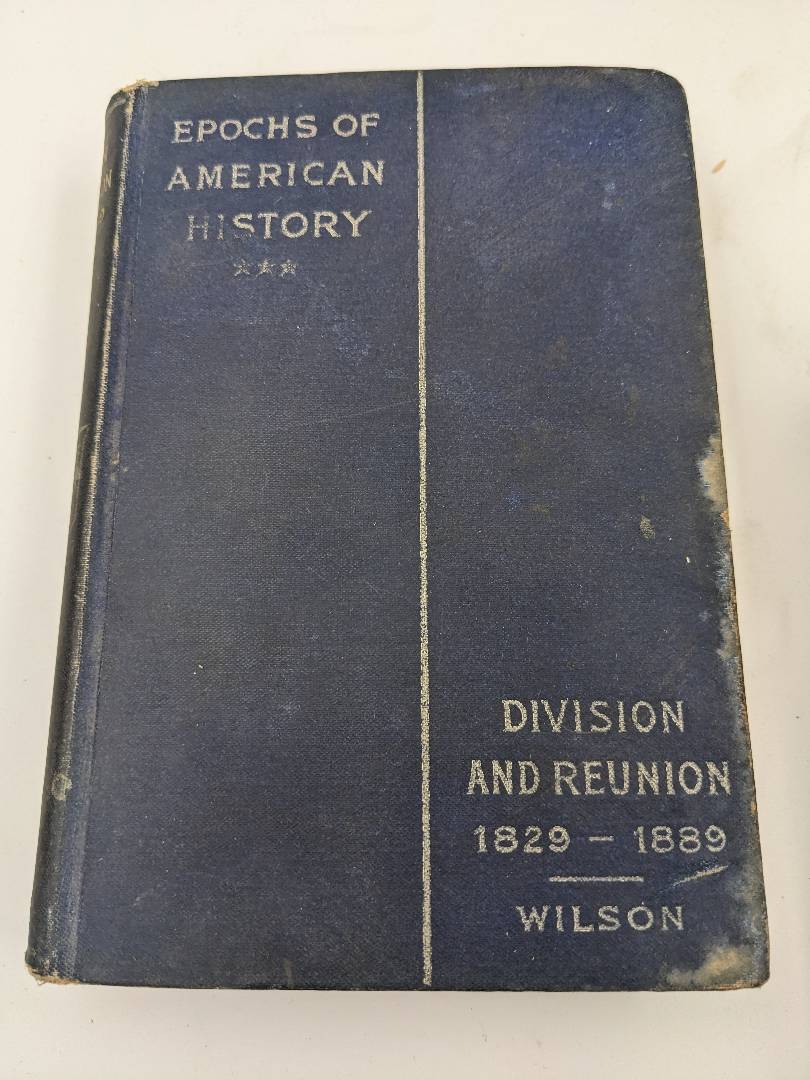 EPOCHS OF
AMERICAN
HISTORY
DIVISION
AND REUNION
1829 – 1889
WILSON